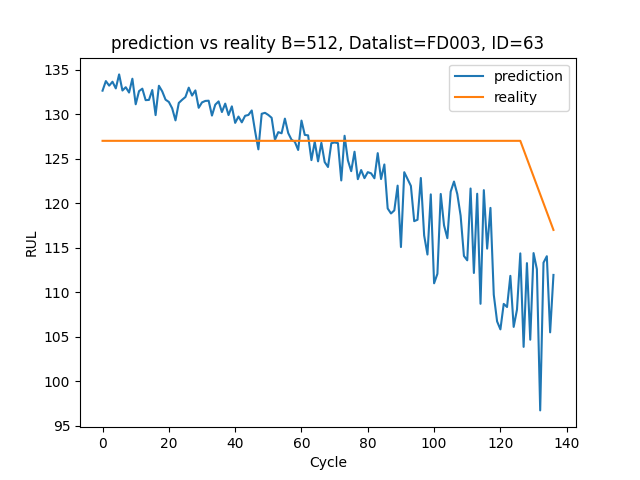 prediction vs reality B=512, Datalist=FD003, ID=63
prediction
reality
135
130
125
120
115
110
105
100
95
RUL
0 20 40 60 80 100 120 140
Cycle